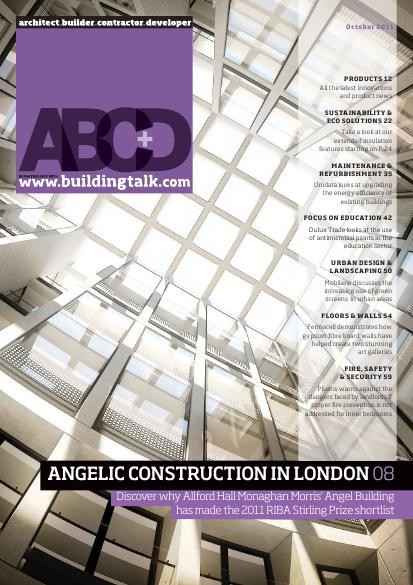 architect.builder.contractor.developer
October 2011
ABC+D
www.buildingtalk.com
PRODUCTS 12
All the latest innovations
and product news
SUSTAINABILITY &
ECO SOLUTIONS 22
Take a look at our
extended insulation
features starting on P.24
MAINTENANCE &
REFURBISHMENT 35
Unidata looks at upgrading
the energy efficiency of
existing buildings
FOCUS ON EDUCATION 42
Dulux Trade looks at the use
of antimicrobial paints in the
education sector
URBAN DESIGN &
LANDSCAPING 50
Mobilane discusses the
increasing use of green
screens in urban areas
FLOORS & WALLS 54
Fermacell demonstrates how
gypsum fibre board walls have
helped create two stunning
art galleries
FIRE, SAFETY
& SECURITY 59
Plumis warns against the
dangers faced by landlords if
proper fire prevention is not
addressed for inner bedrooms
ANGELIC CONSTRUCTION IN LONDON 08
Discover why Allford Hall Monaghan Morris' Angel Building
has made the 2011 RIBA Stirling Prize shortlist